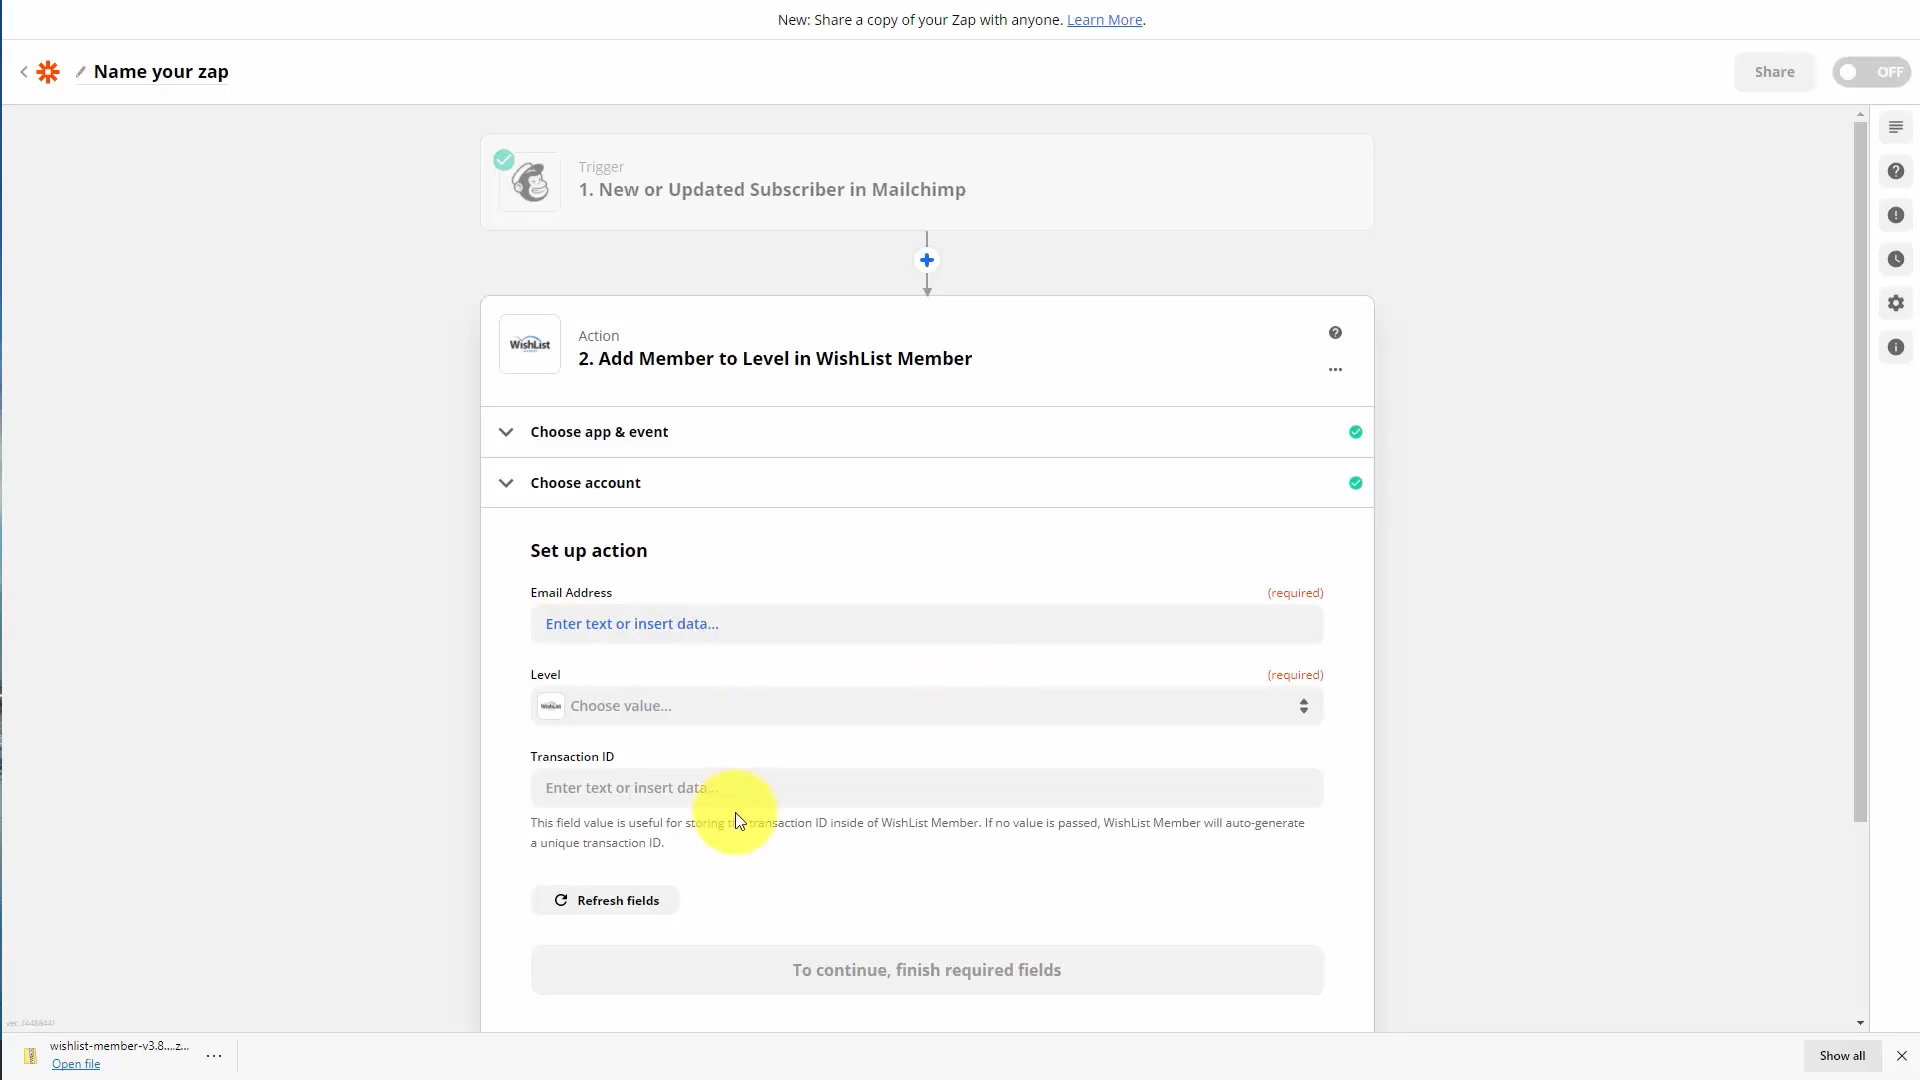 New: Share a copy of your Zap with anyone. Learn More.
Name your zap
Share
OFF
Trigger
1. New or Updated Subscriber in Mailchimp
WishList
Action
2. Add Member to Level in WishList Member
Choose app & event
Choose account
Set up action
Email Address
(required)
Enter text or insert data...
Level
(required)
WishList
Choose value...
Transaction ID
Enter text or insert data...
This field value is useful for storing the transaction ID inside of WishList Member. If no value is passed, WishList Member will auto-generate
a unique transaction ID.
Refresh fields
To continue, finish required fields
wishlist-member-v3.8....z...
Open file
Show all